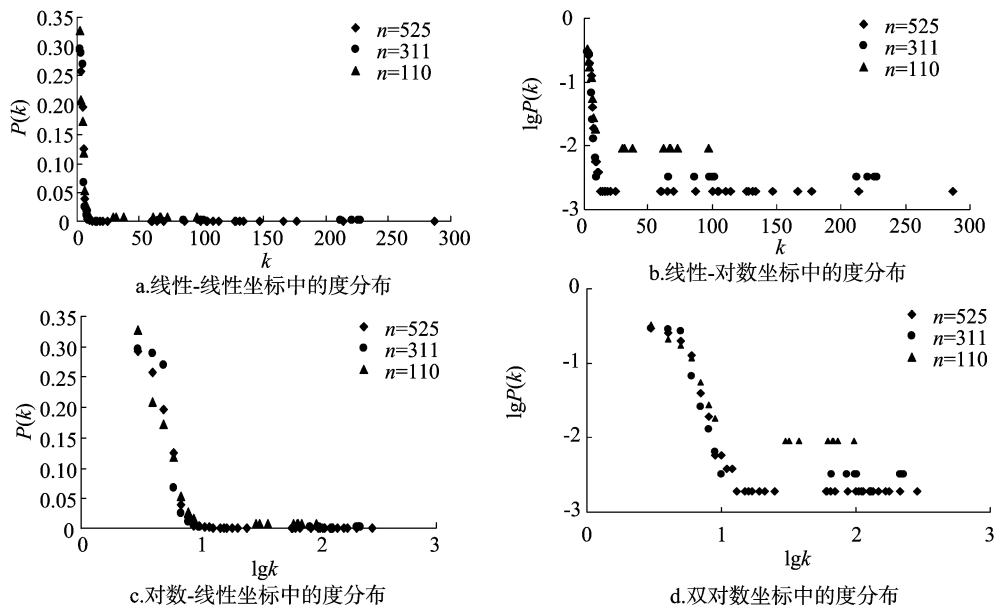 0.35
0.30
0.25
0.20
0.15
0.10
0.05
0
P(k)
n=525
n=311
n=110
0 50 100 150 200 250 300
k
a.线性-线性坐标中的度分布
0
-1
-2
-3
lgP(k)
n=525
n=311
n=110
0 50 100 150 200 250 300
k
b.线性-对数坐标中的度分布
0.35
0.30
0.25
0.20
0.15
0.10
0.05
0
P(k)
n=525
n=311
n=110
0 1 2 3
lgk
c.对数-线性坐标中的度分布
0
-1
-2
-3
lgP(k)
n=525
n=311
n=110
0 1 2 3
lgk
d.双对数坐标中的度分布